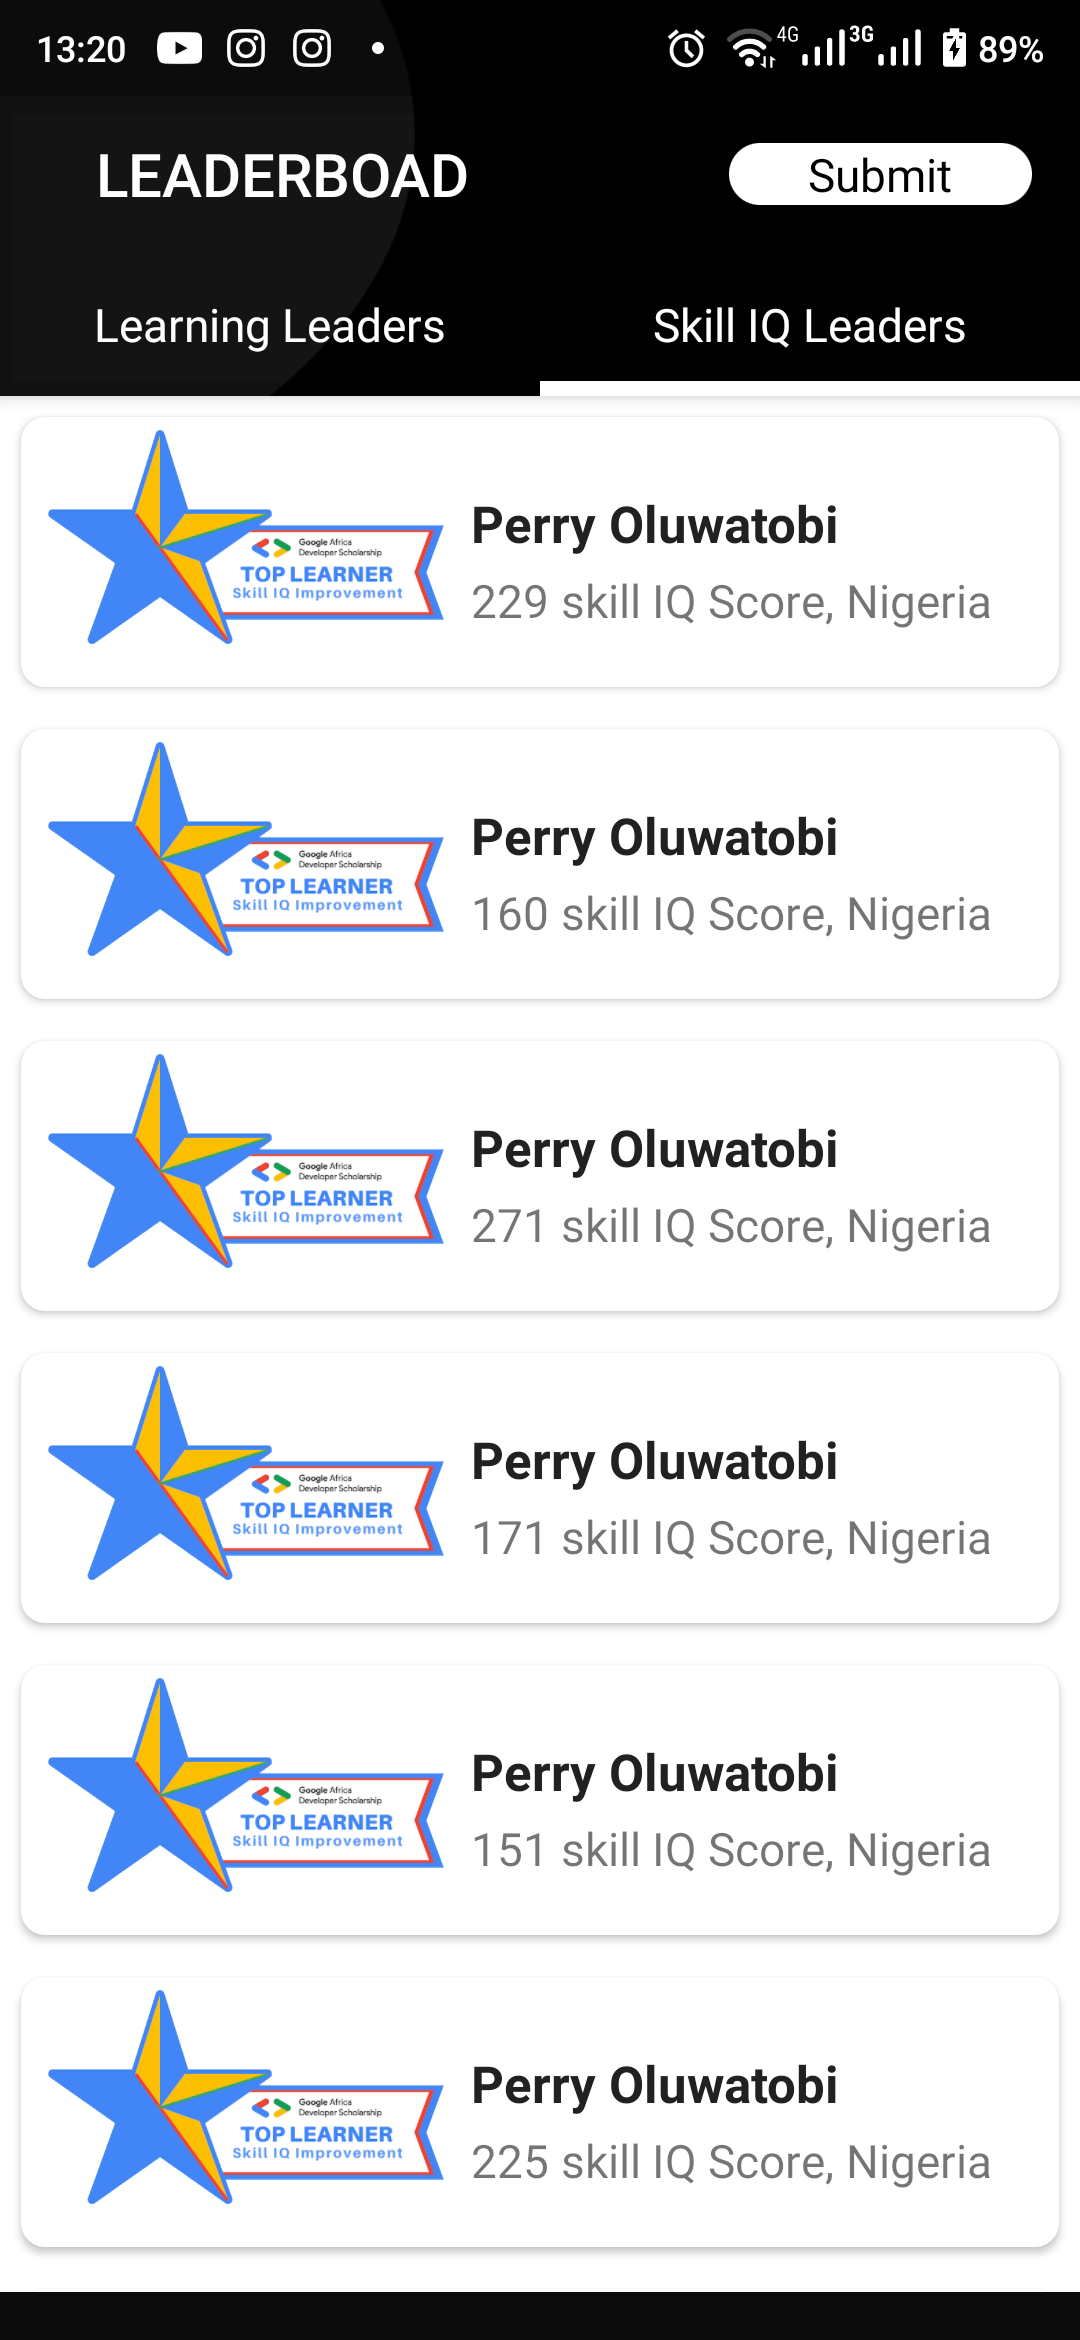 13:20
4G 3G 89%
LEADERBOAD
Submit
Learning Leaders
Skill IQ Leaders
Google Africa
Developer Scholarship
TOP LEARNER
Skill IQ Improvement
Perry Oluwatobi
229 skill IQ Score, Nigeria
Google Africa
Developer Scholarship
TOP LEARNER
Skill IQ Improvement
Perry Oluwatobi
160 skill IQ Score, Nigeria
Google Africa
Developer Scholarship
TOP LEARNER
Skill IQ Improvement
Perry Oluwatobi
271 skill IQ Score, Nigeria
Google Africa
Developer Scholarship
TOP LEARNER
Skill IQ Improvement
Perry Oluwatobi
171 skill IQ Score, Nigeria
Google Africa
Developer Scholarship
TOP LEARNER
Skill IQ Improvement
Perry Oluwatobi
151 skill IQ Score, Nigeria
Google Africa
Developer Scholarship
TOP LEARNER
Skill IQ Improvement
Perry Oluwatobi
225 skill IQ Score, Nigeria